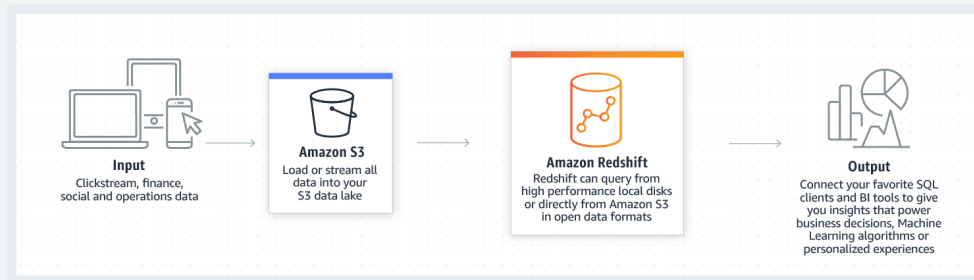 Input
Clickstream, finance,
social and operations data
Amazon S3
Load or stream all
data into your
S3 data lake
Amazon Redshift
Redshift can query from
high performance local disks
or directly from Amazon S3
in open data formats
Output
Connect your favorite SQL
clients and BI tools to give
you insights that power
business decisions, Machine
Learning algorithms or
personalized experiences